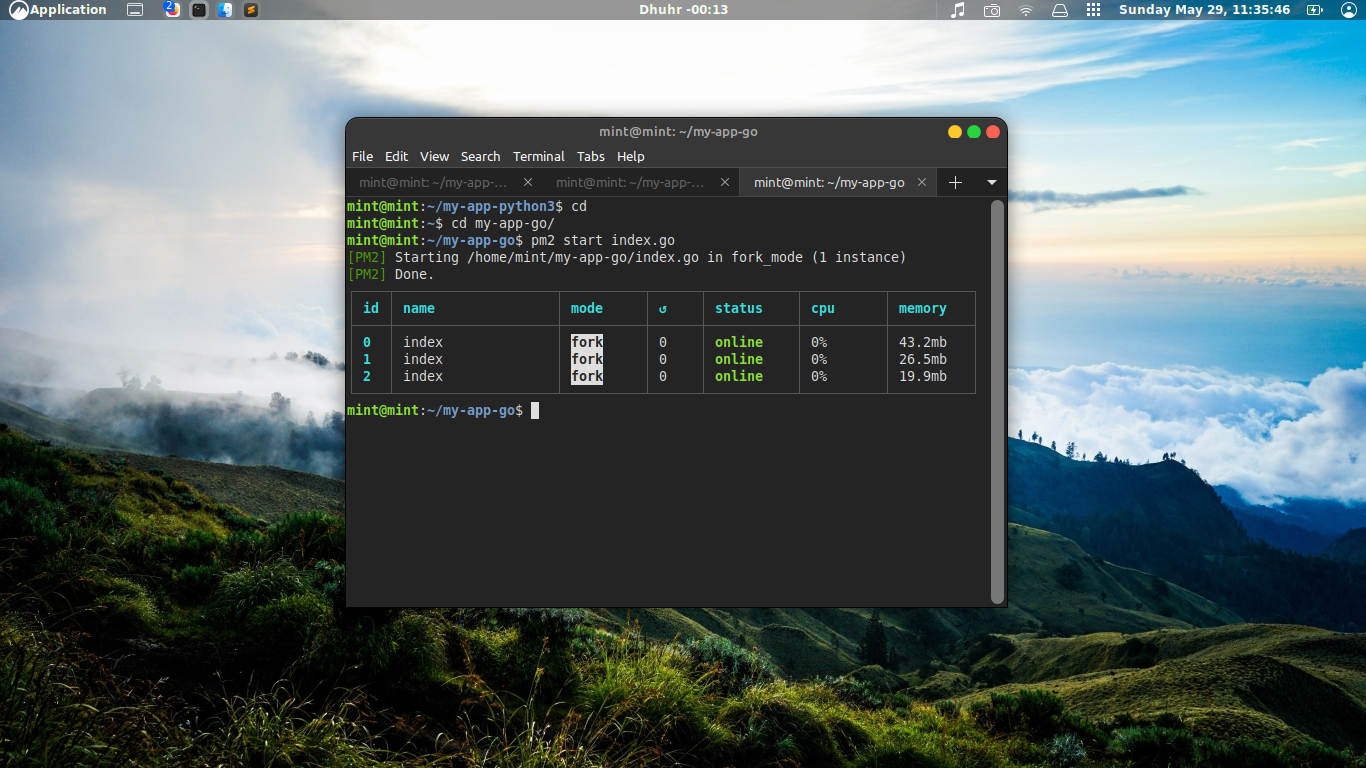 Application
2
Dhuhr -00:13
Sunday May 29, 11:35:46
mint@mint: ~/my-app-go
File Edit View Search Terminal Tabs Help
mint@mint: ~/my-app-... mint@mint: ~/my-app-... mint@mint: ~/my-app-go
mint@mint:~/my-app-python3$ cd
mint@mint:~$ cd my-app-go/
mint@mint:~/my-app-go$ pm2 start index.go
[PM2] Starting /home/mint/my-app-go/index.go in fork_mode (1 instance)
[PM2] Done.
id name mode ↺ status cpu memory
0 index fork 0 online 0% 43.2mb
1 index fork 0 online 0% 26.5mb
2 index fork 0 online 0% 19.9mb
mint@mint:~/my-app-go$